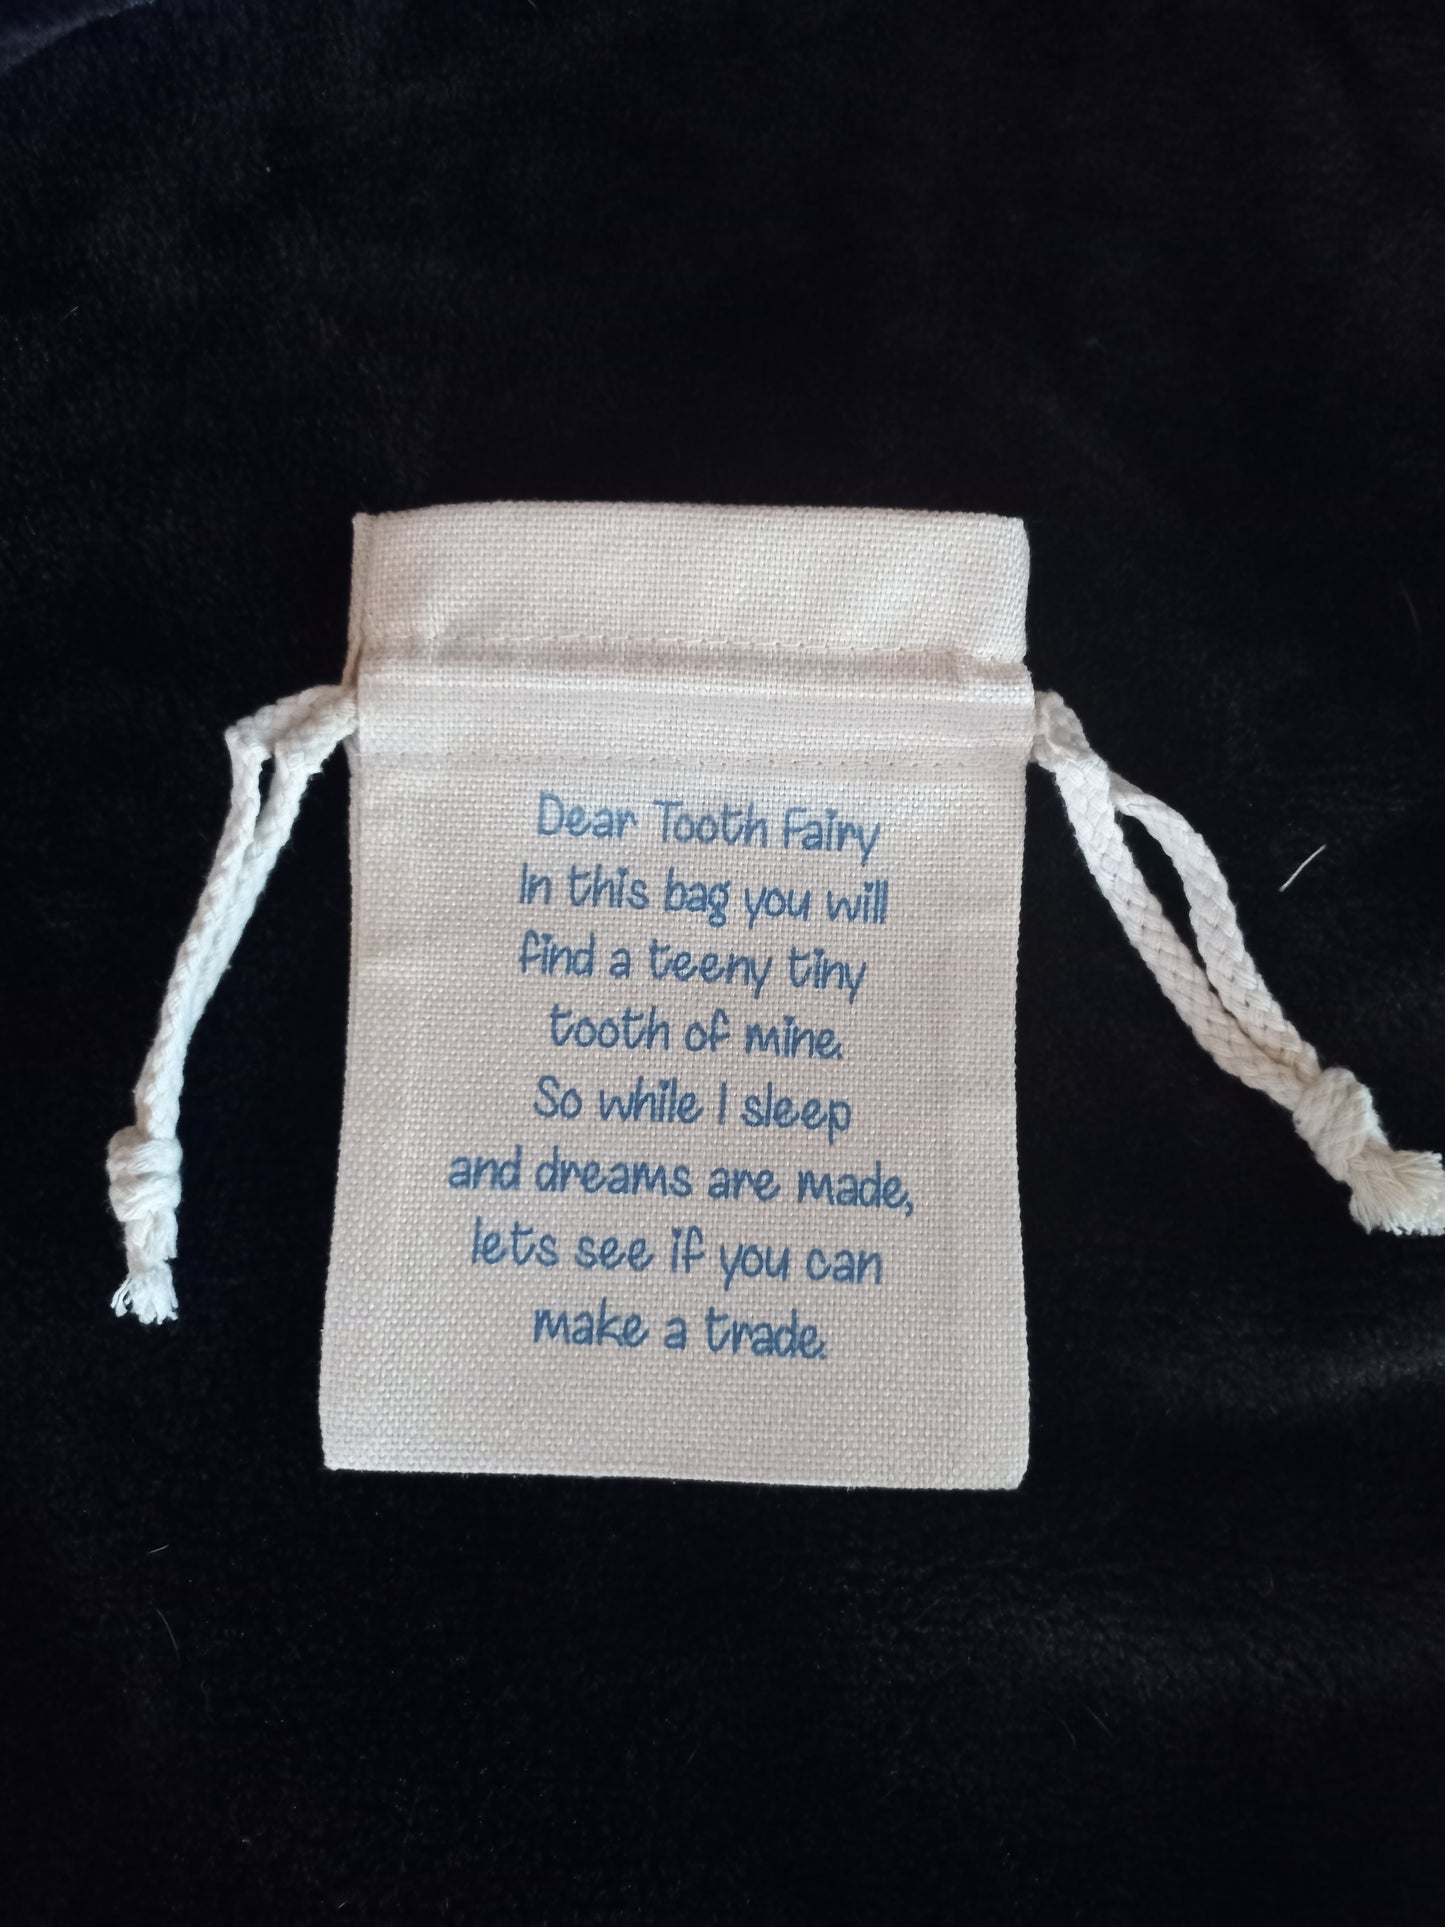 Dear Tooth Fairy
In this bag you will
find a teeny tiny
tooth of mine.
So while I sleep
and dreams are made,
lets see if you can
make a trade.